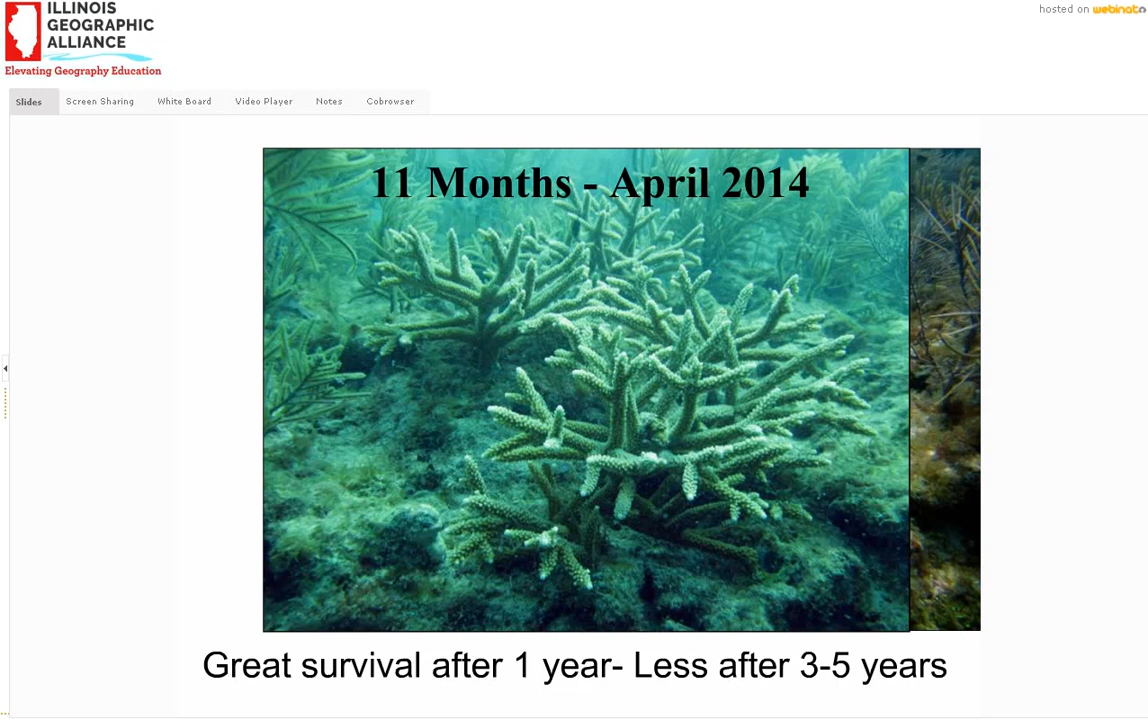 ILLINOIS
GEOGRAPHIC
ALLIANCE
Elevating Geography Education
hosted on webinato
Slides
Screen Sharing
White Board
Video Player
Notes
Cobrowser
11 Months - April 2014
Great survival after 1 year- Less after 3-5 years